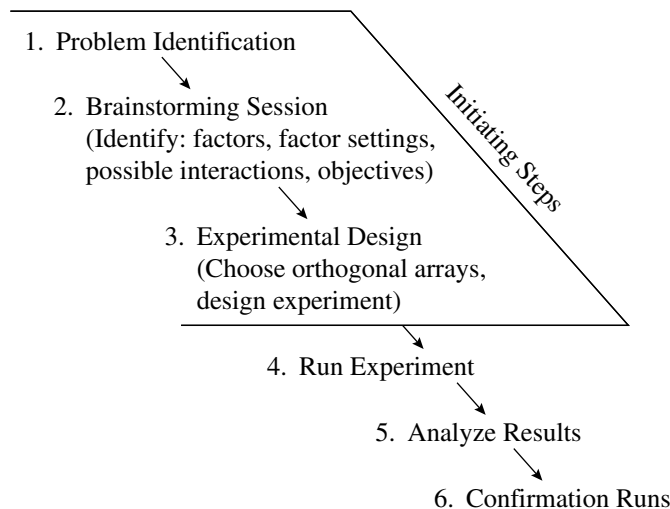 1. Problem Identification
2. Brainstorming Session
(Identify: factors, factor settings,
possible interactions, objectives)
Initiating Steps
3. Experimental Design
(Choose orthogonal arrays,
design experiment)
4. Run Experiment
5. Analyze Results
6. Confirmation Runs